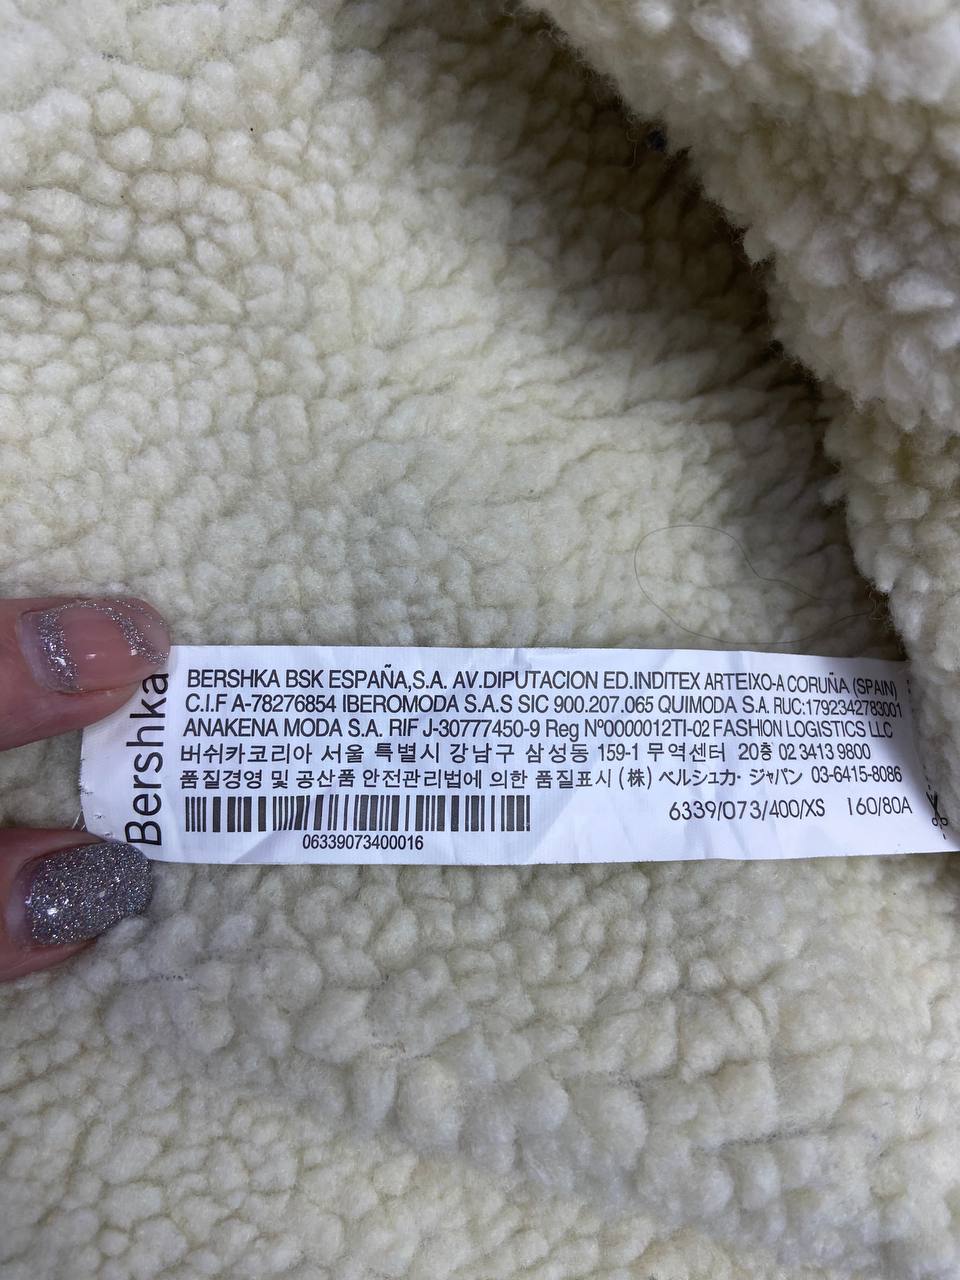 Bershka
BERSHKA BSK ESPAÑA,S.A. AV.DIPUTACION ED.INDITEX ARTEIXO-A CORUÑA (SPAIN)
C.I.F A-78276854 IBEROMODA S.A.S SIC 900.207.065 QUIMODA S.A. RUC:1792342783001
ANAKENA MODA S.A. RIF J-30777450-9 Reg Nº0000012TI-02 FASHION LOGISTICS LLC
버쉬카코리아 서울 특별시 강남구 삼성동 159-1 무역센터 20층 02 3413 9800
품질경영 및 공산품 안전관리법에 의한 품질표시 (株) ベルシュカ・ ジャパン 03-6415-8086
6339/073/400/XS 160/80A
06339073400016